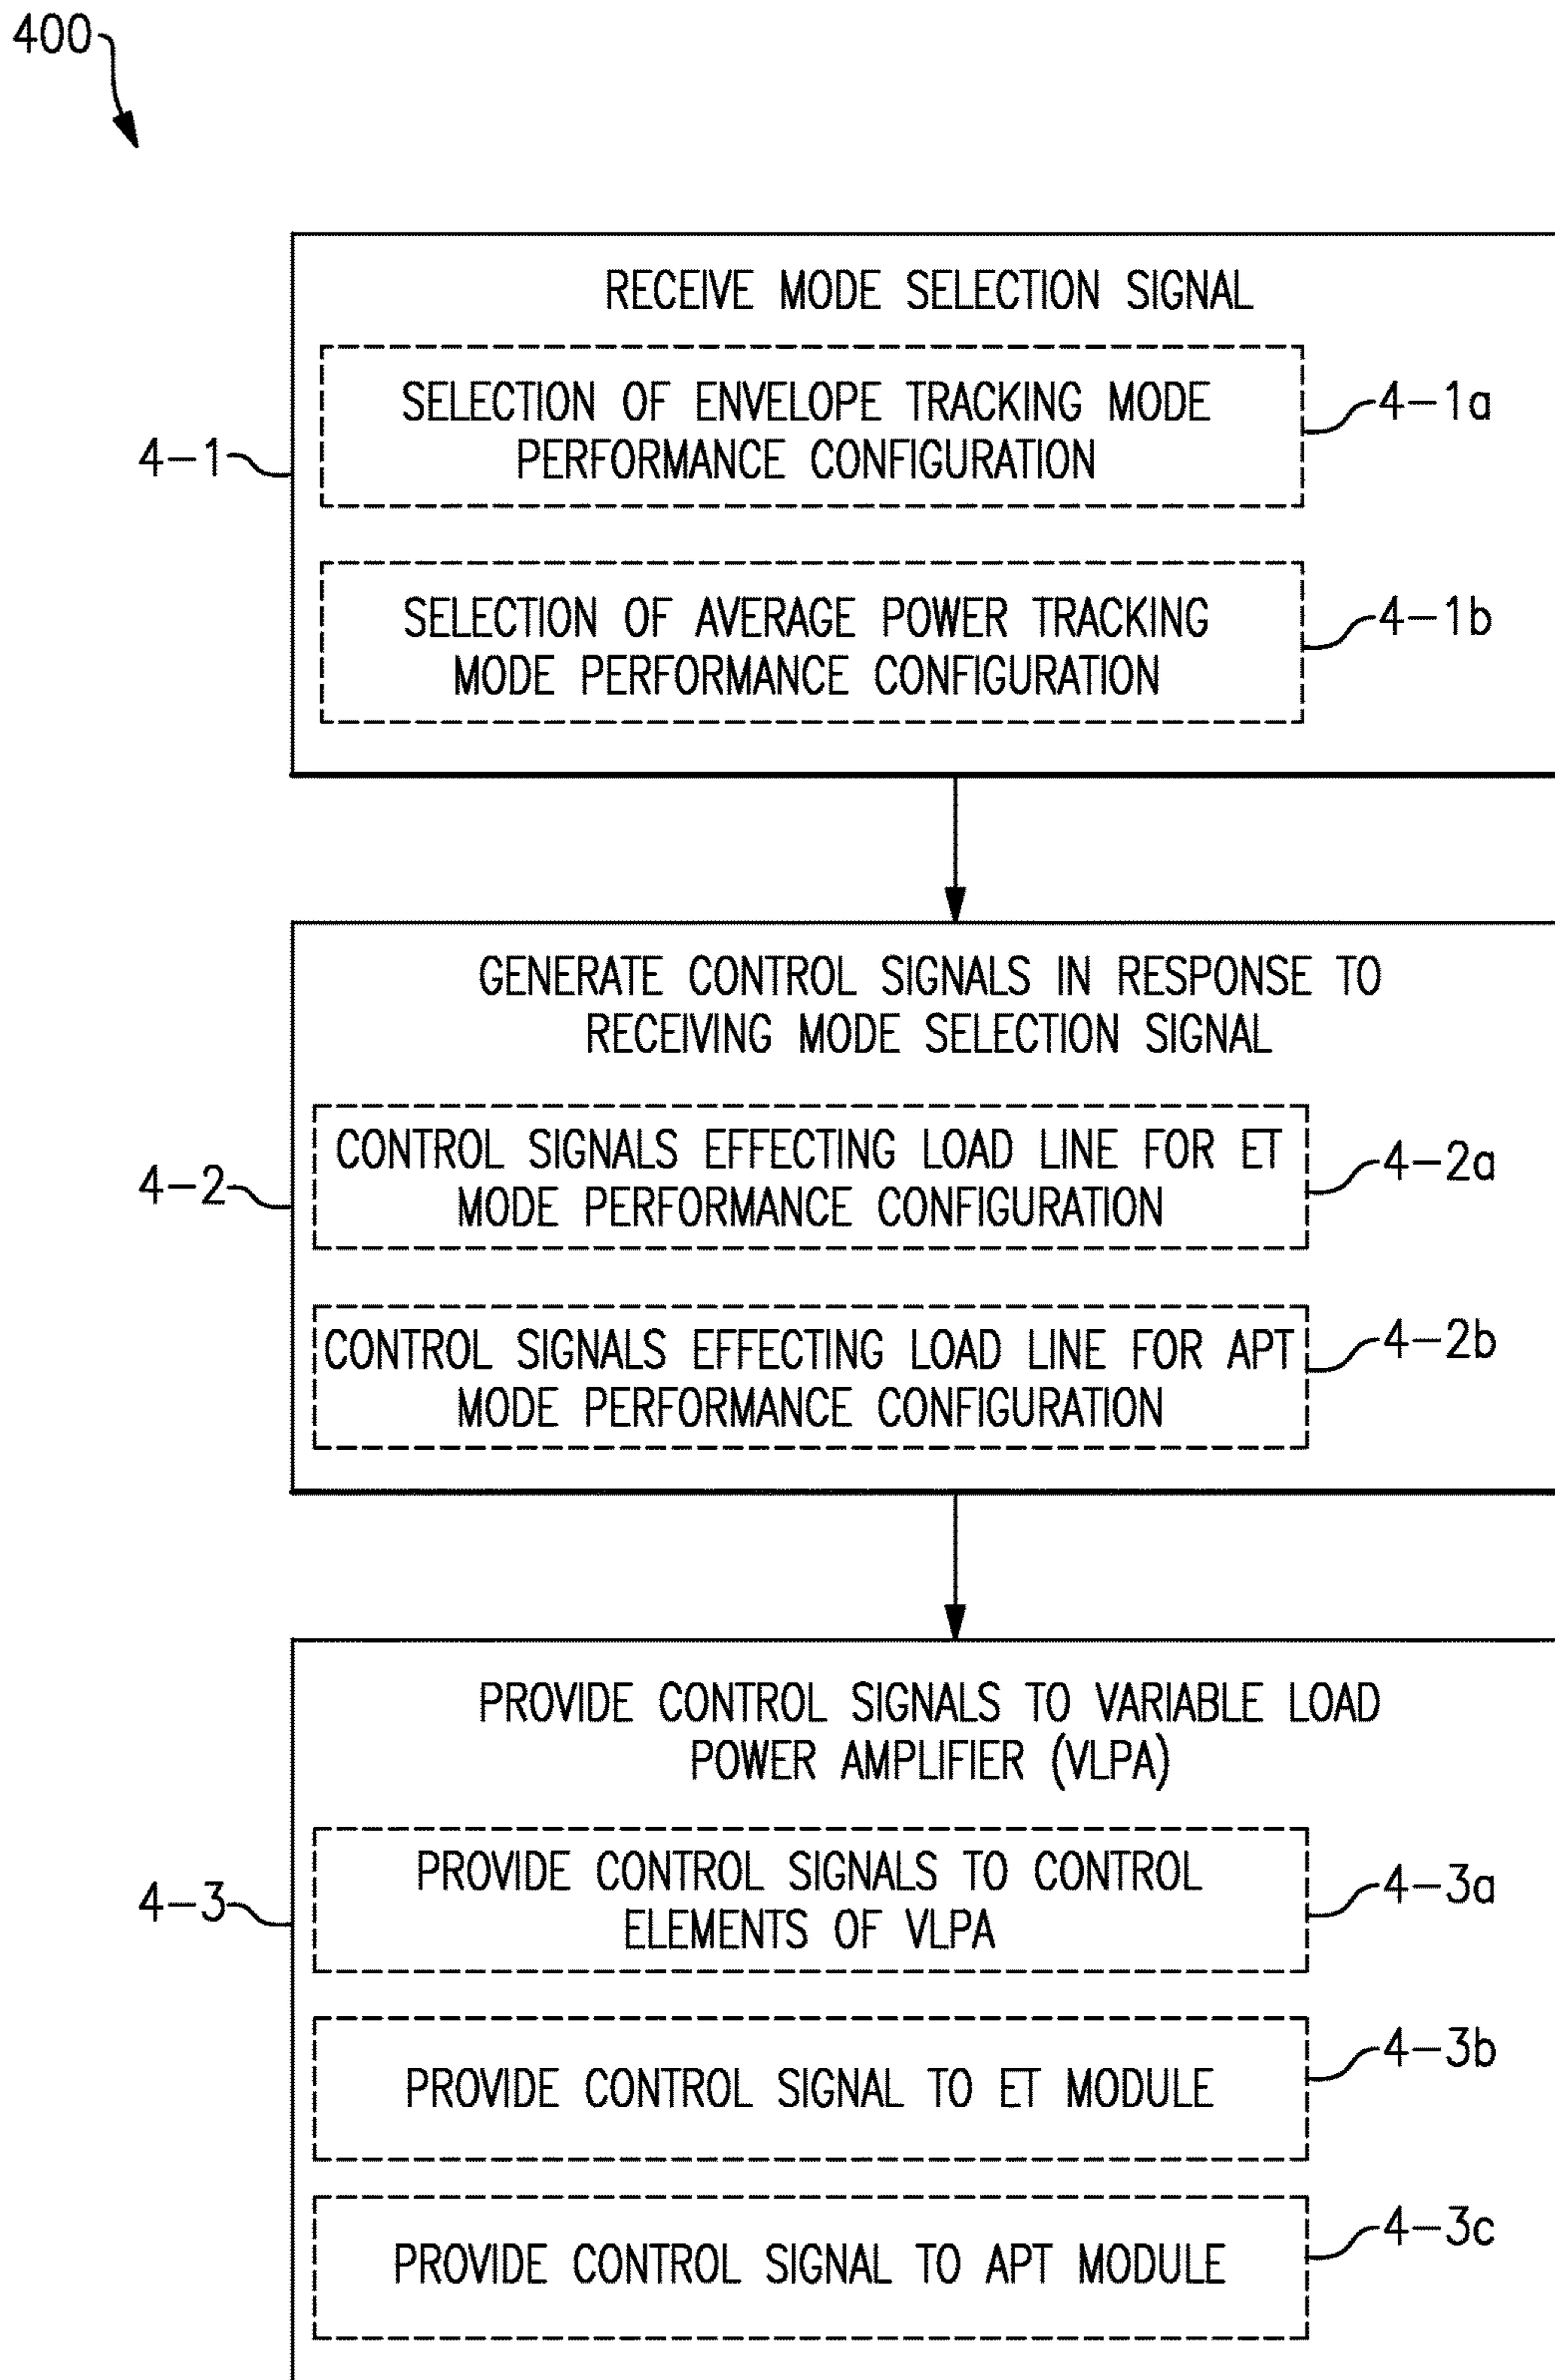 400
RECEIVE MODE SELECTION SIGNAL
SELECTION OF ENVELOPE TRACKING MODE
PERFORMANCE CONFIGURATION
4-1a
4-1
SELECTION OF AVERAGE POWER TRACKING
MODE PERFORMANCE CONFIGURATION
4-1b
GENERATE CONTROL SIGNALS IN RESPONSE TO
RECEIVING MODE SELECTION SIGNAL
CONTROL SIGNALS EFFECTING LOAD LINE FOR ET
MODE PERFORMANCE CONFIGURATION
4-2a
4-2
CONTROL SIGNALS EFFECTING LOAD LINE FOR APT
MODE PERFORMANCE CONFIGURATION
4-2b
PROVIDE CONTROL SIGNALS TO VARIABLE LOAD
POWER AMPLIFIER (VLPA)
PROVIDE CONTROL SIGNALS TO CONTROL
ELEMENTS OF VLPA
4-3a
4-3
PROVIDE CONTROL SIGNAL TO ET MODULE
4-3b
PROVIDE CONTROL SIGNAL TO APT MODULE
4-3c